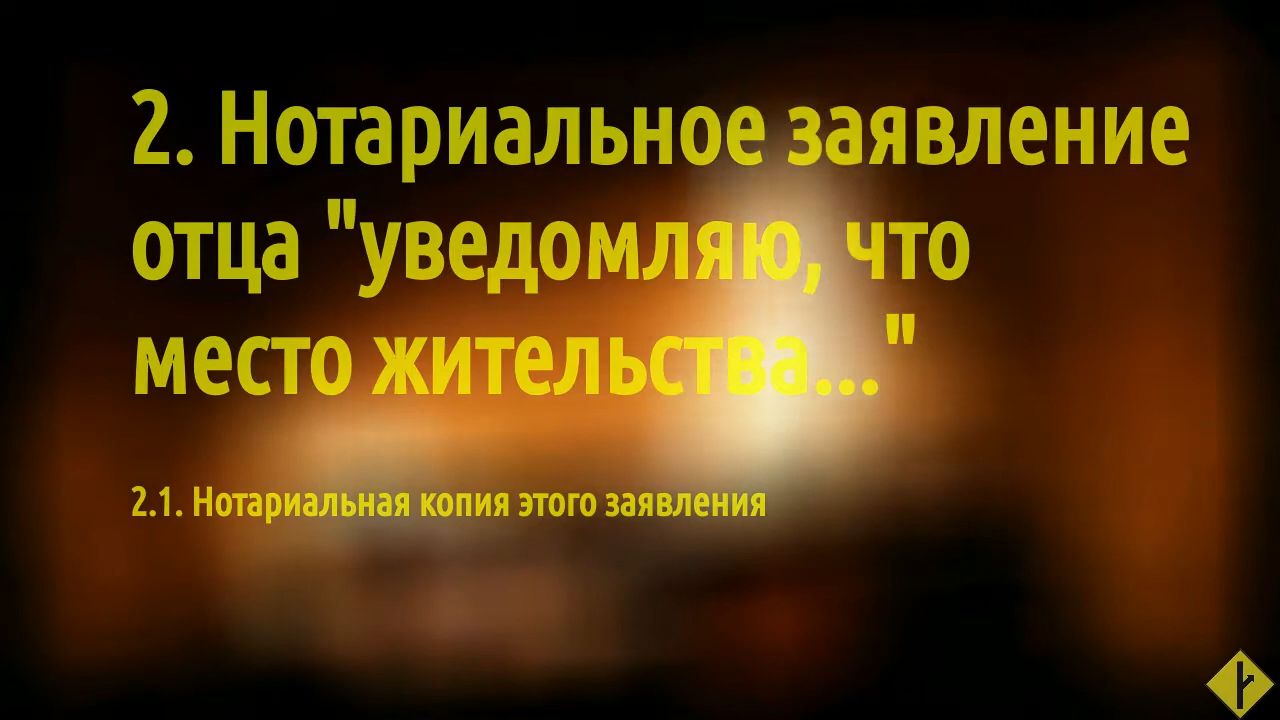 2. Нотариальное заявление
отца "уведомляю, что
место жительства..."
2.1. Нотариальная копия этого заявления